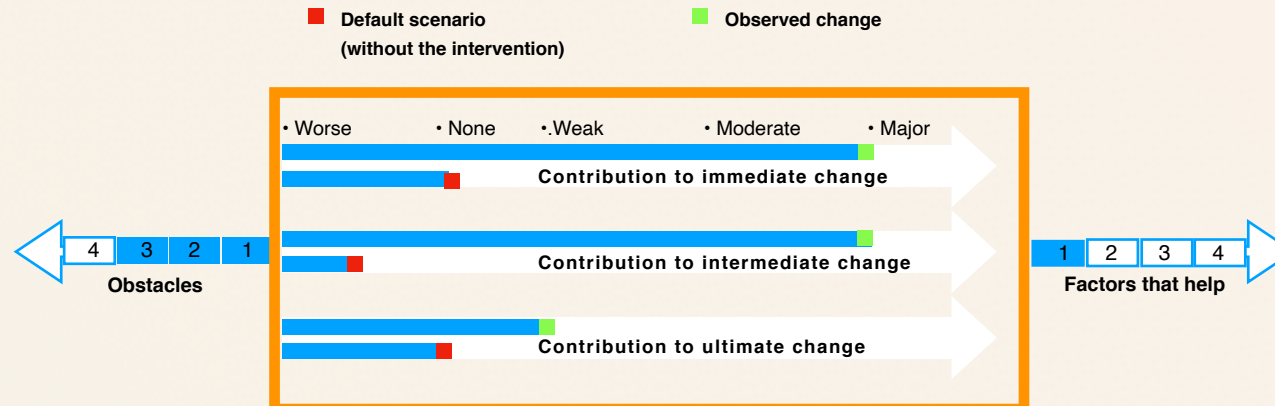 Default scenario
(without the intervention)
Observed change
• Worse • None •.Weak • Moderate • Major
Contribution to immediate change
4 3 2 1
Obstacles
Contribution to intermediate change
1 2 3 4
Factors that help
Contribution to ultimate change